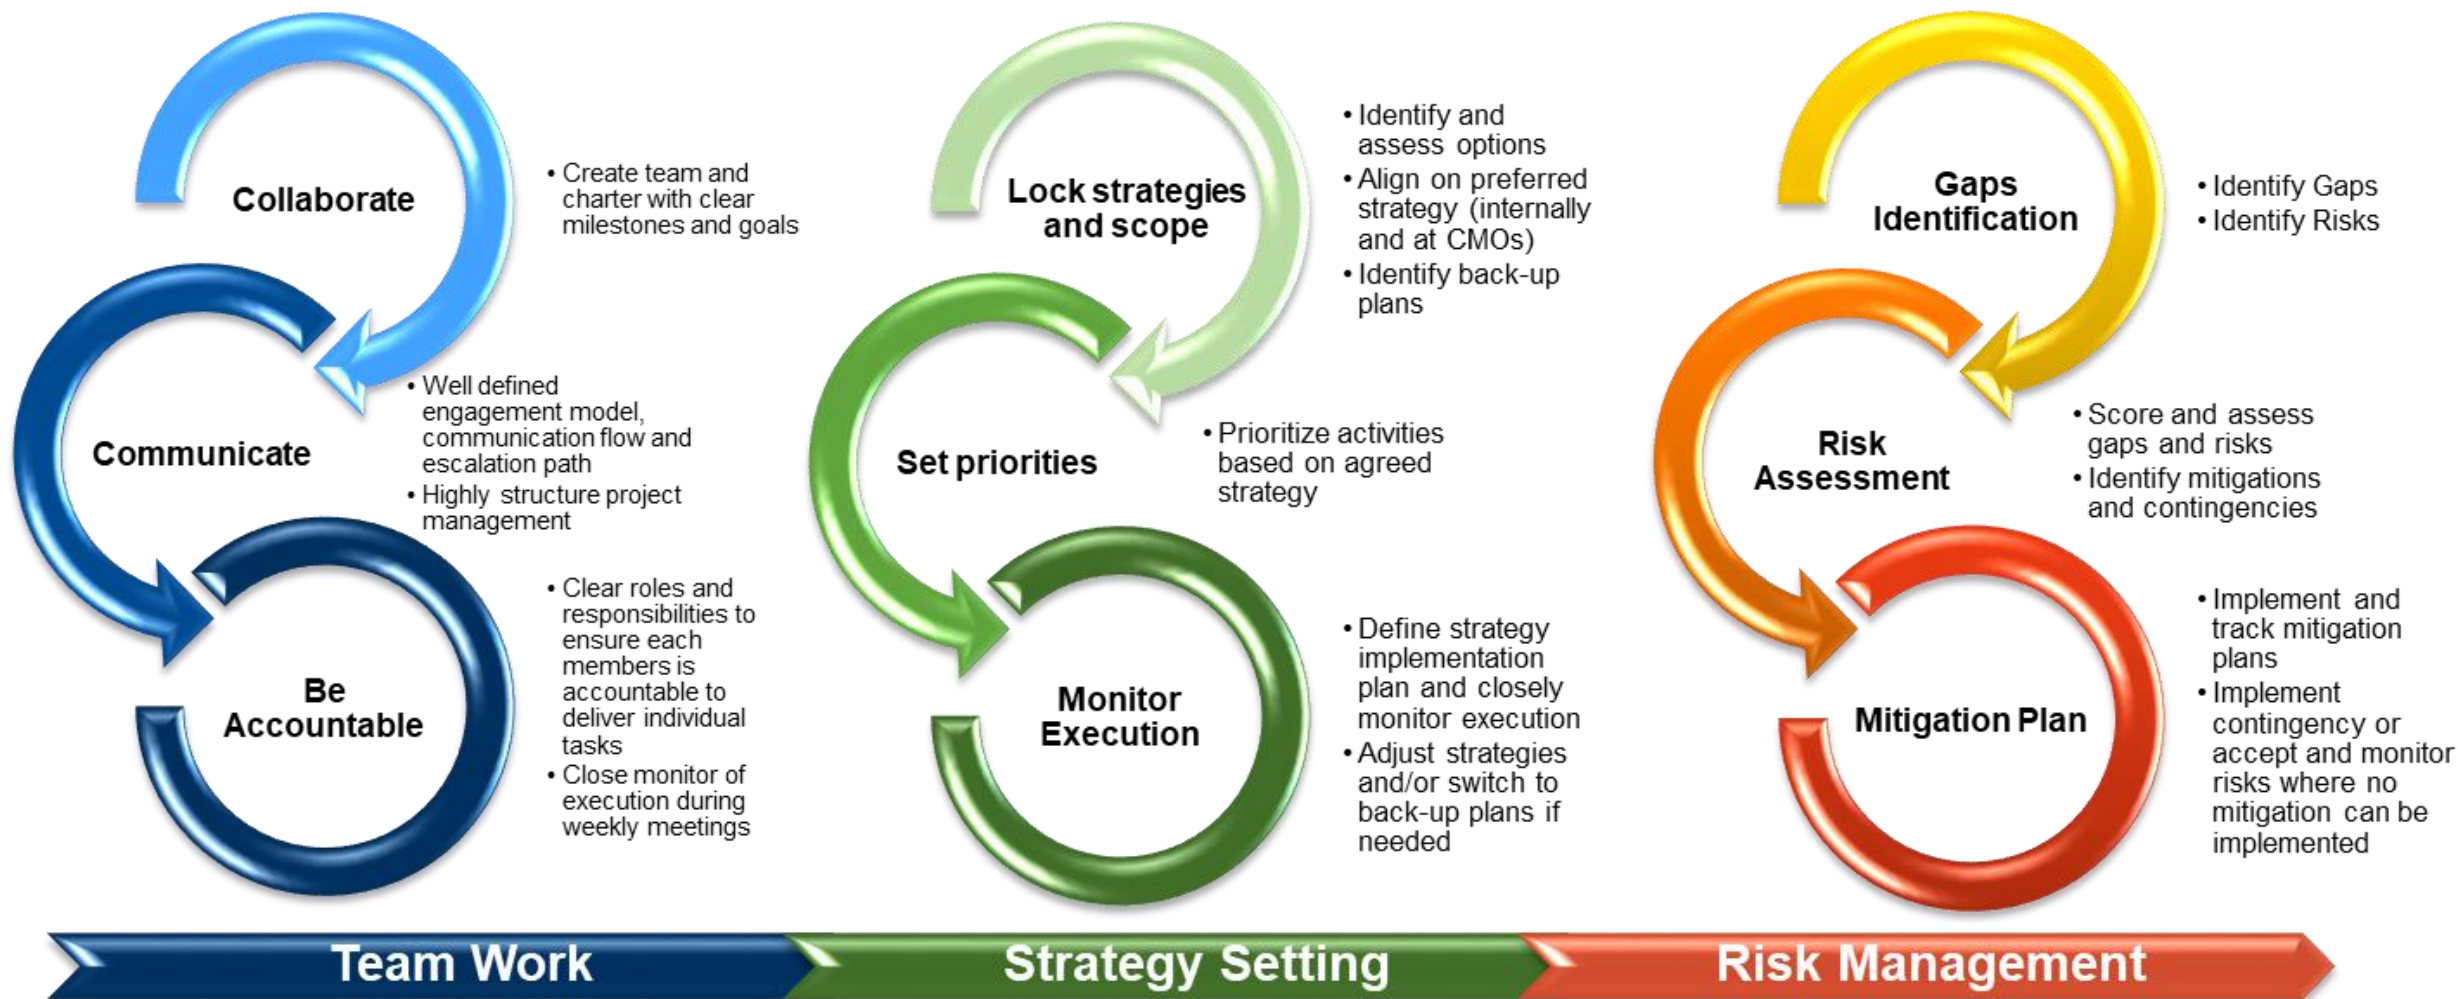 Collaborate
• Create team and
charter with clear
milestones and goals
Communicate
• Well defined
engagement model,
communication flow and
escalation path
• Highly structure project
management
Be
Accountable
• Clear roles and
responsibilities to
ensure each
members is
accountable to
deliver individual
tasks
• Close monitor of
execution during
weekly meetings
Team Work
Lock strategies
and scope
• Identify and
assess options
• Align on preferred
strategy (internally
and at CMOs)
• Identify back-up
plans
Set priorities
• Prioritize activities
based on agreed
strategy
Monitor
Execution
• Define strategy
implementation
plan and closely
monitor execution
• Adjust strategies
and/or switch to
back-up plans if
needed
Strategy Setting
Gaps
Identification
• Identify Gaps
• Identify Risks
Risk
Assessment
• Score and assess
gaps and risks
• Identify mitigations
and contingencies
Mitigation Plan
• Implement and
track mitigation
plans
• Implement
contingency or
accept and monitor
risks where no
mitigation can be
implemented
Risk Management